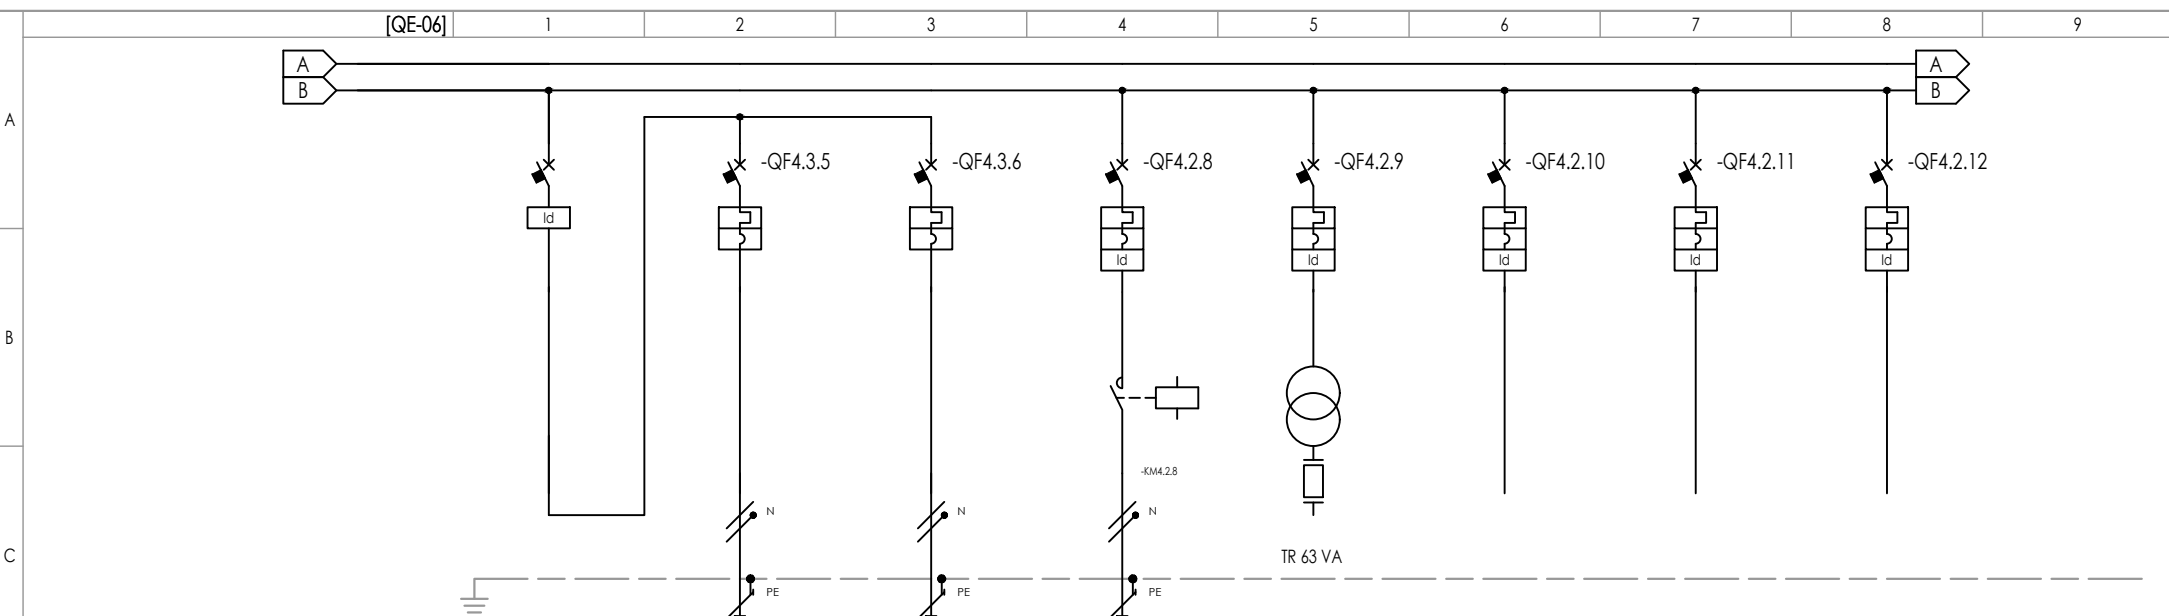 [QE-06] 1 2 3 4 5 6 7 8 9
A A
B B
A
-QF4.3.5 -QF4.3.6 -QF4.2.8 -QF4.2.9 -QF4.2.10 -QF4.2.11 -QF4.2.12
Id
Id Id Id Id Id
B
-KM4.2.8
N N N
C
TR 63 VA
PE PE PE